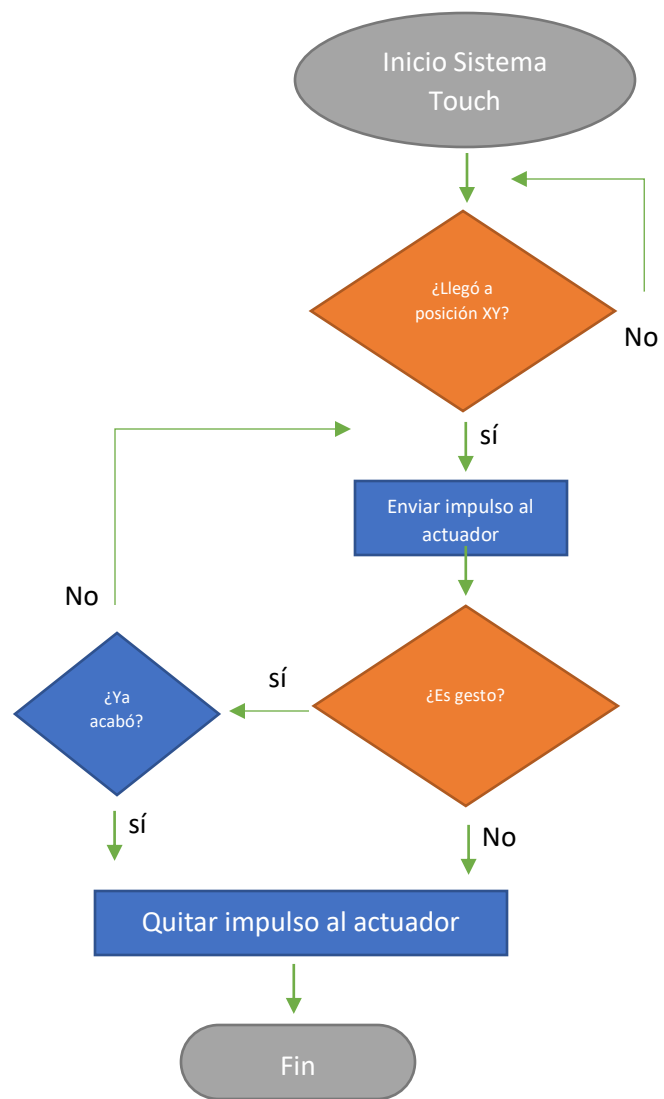 Inicio Sistema
Touch
¿Llegó a
posición XY?
No
sí
Enviar impulso al
actuador
No
¿Ya
acabó?
sí
¿Es gesto?
sí
No
Quitar impulso al actuador
Fin